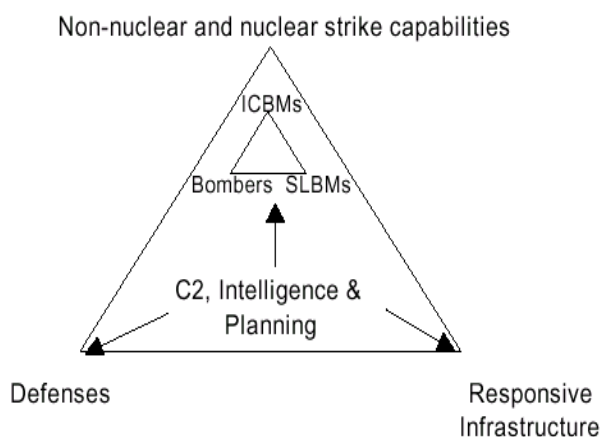 Non-nuclear and nuclear strike capabilities
ICBMs
Bombers SLBMs
C2, Intelligence &
Planning
Defenses
Responsive
Infrastructure